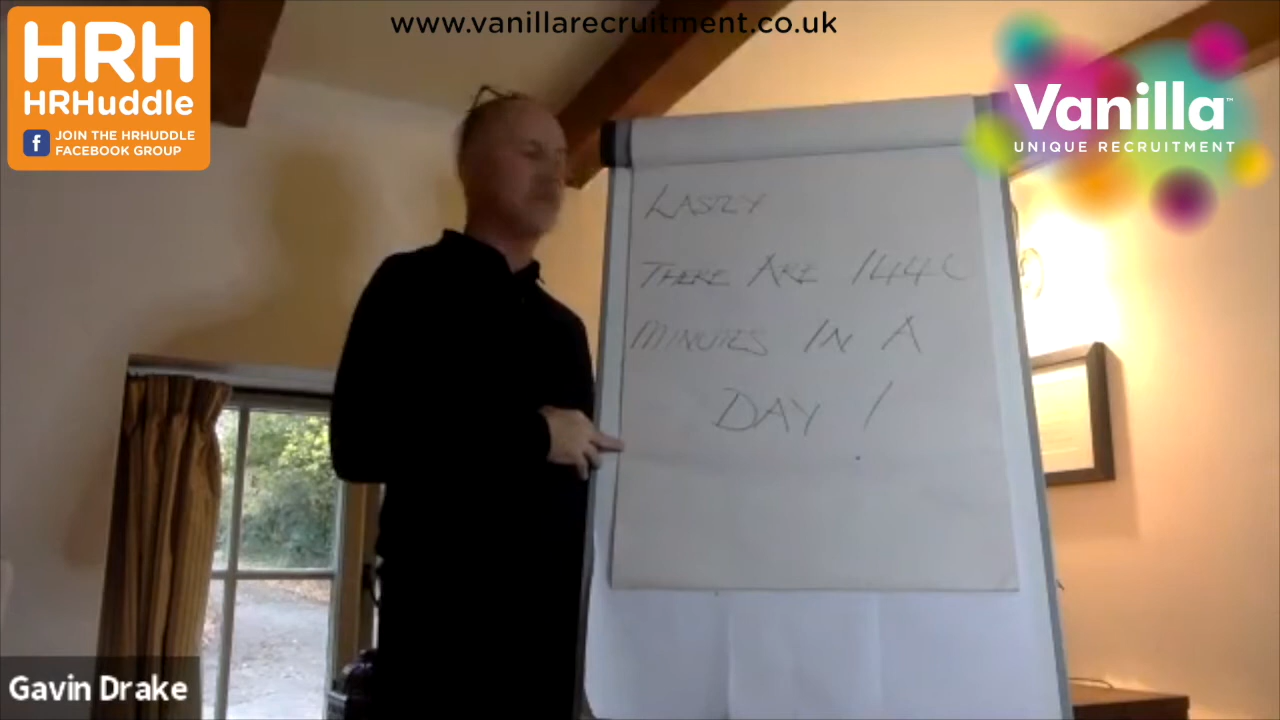 www.vanillarecruitment.co.uk
HRH
HRHuddle
f JOIN THE HRHUDDLE
FACEBOOK GROUP
Vanilla™
UNIQUE RECRUITMENT
LASTLY
THERE ARE 1440
MINUTES IN A
DAY !
Gavin Drake